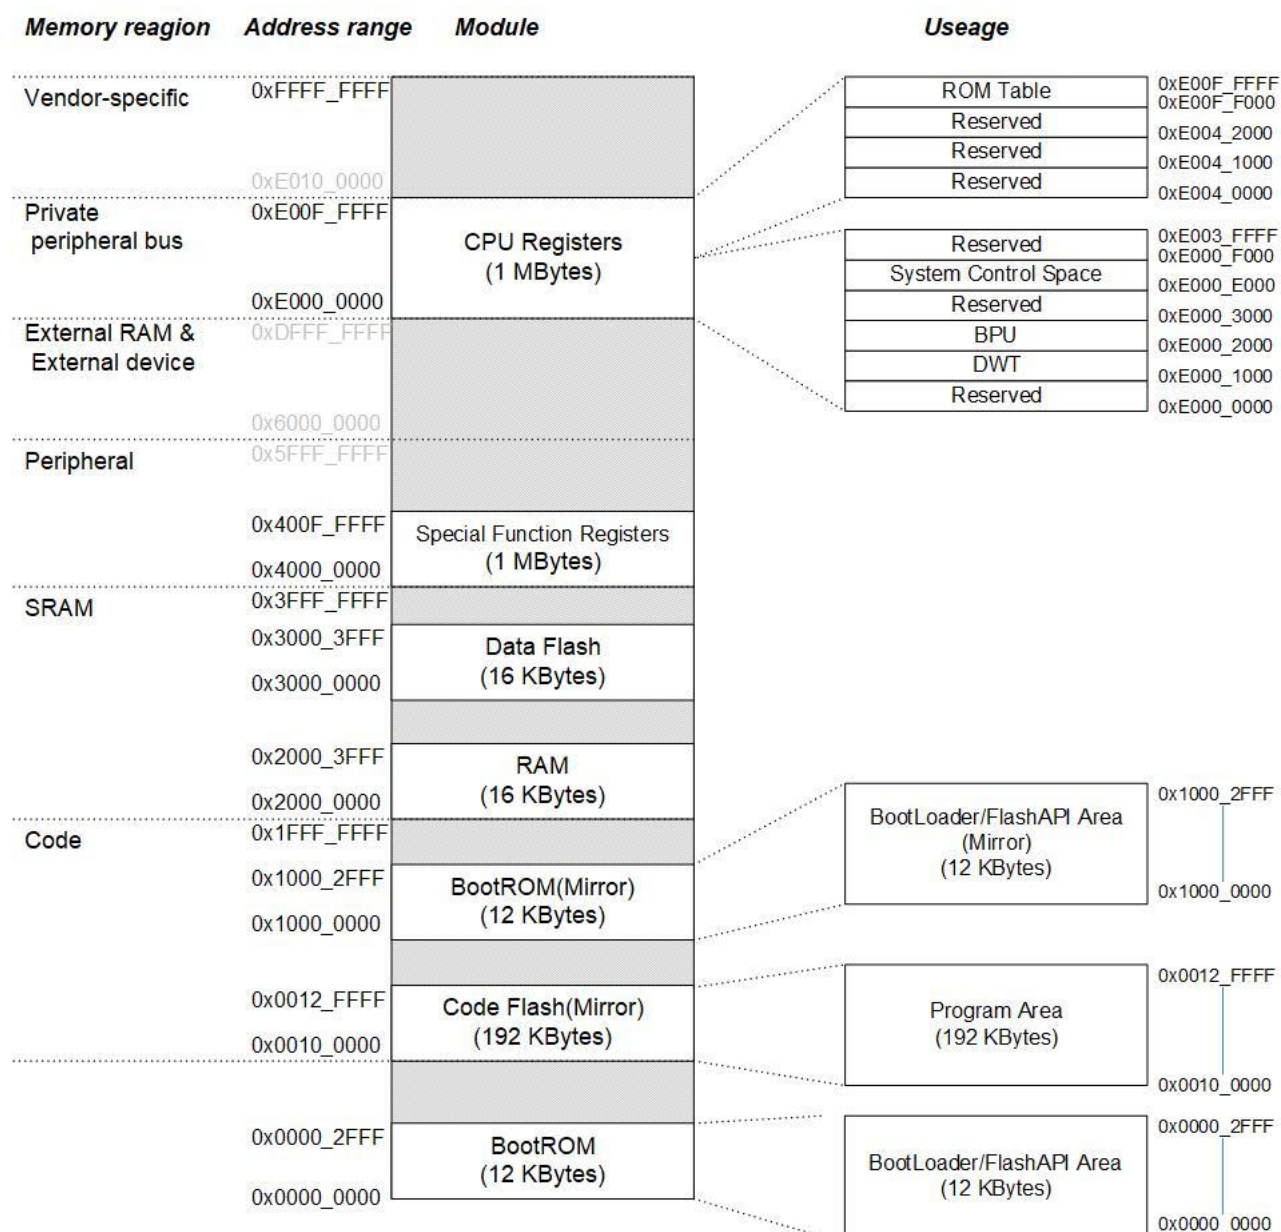 Memory reagion Address range Module Useage
Vendor-specific 0xFFFF_FFFF
0xE010_0000
Private
peripheral bus
0xE00F_FFFF
CPU Registers
(1 MBytes)
0xE000_0000
External RAM &
External device
0xDFFF_FFFF
0x6000_0000
Peripheral
0x5FFF_FFFF
0x400F_FFFF
Special Function Registers
(1 MBytes)
0x4000_0000
SRAM
0x3FFF_FFFF
0x3000_3FFF
Data Flash
(16 KBytes)
0x3000_0000
0x2000_3FFF
RAM
(16 KBytes)
0x2000_0000
Code
0x1FFF_FFFF
0x1000_2FFF
BootROM(Mirror)
(12 KBytes)
0x1000_0000
0x0012_FFFF
Code Flash(Mirror)
(192 KBytes)
0x0010_0000
0x0000_2FFF
BootROM
(12 KBytes)
0x0000_0000
ROM Table
0xE00F_FFFF
0xE00F_F000
Reserved
0xE004_2000
Reserved
0xE004_1000
Reserved
0xE004_0000
0xE003_FFFF
Reserved
0xE000_F000
System Control Space
0xE000_E000
Reserved
0xE000_3000
BPU
0xE000_2000
DWT
0xE000_1000
Reserved
0xE000_0000
0x1000_2FFF
BootLoader/FlashAPI Area
(Mirror)
(12 KBytes)
0x1000_0000
0x0012_FFFF
Program Area
(192 KBytes)
0x0010_0000
0x0000_2FFF
BootLoader/FlashAPI Area
(12 KBytes)
0x0000_0000